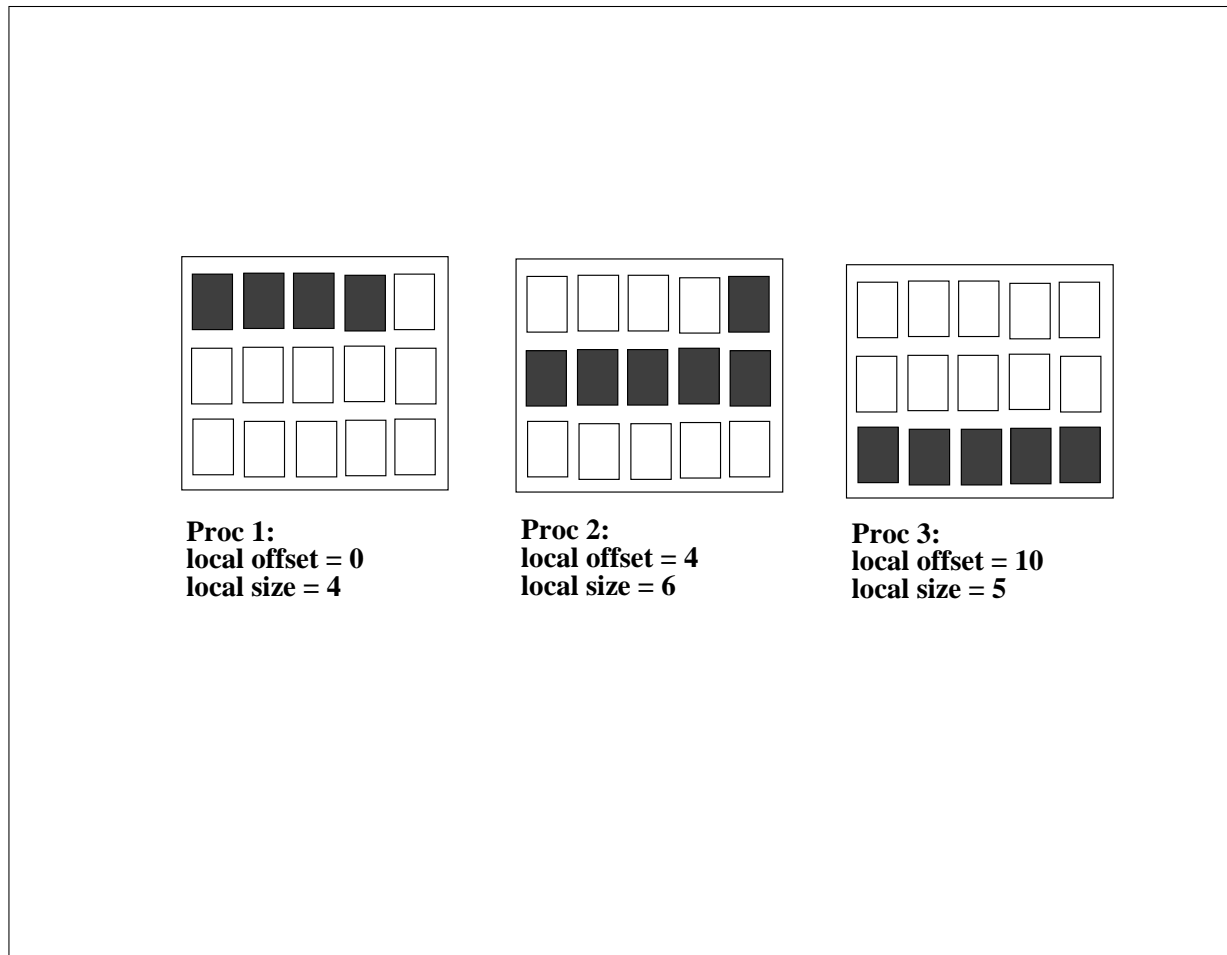 Proc 1:
local offset = 0
local size = 4
Proc 2:
local offset = 4
local size = 6
Proc 3:
local offset = 10
local size = 5